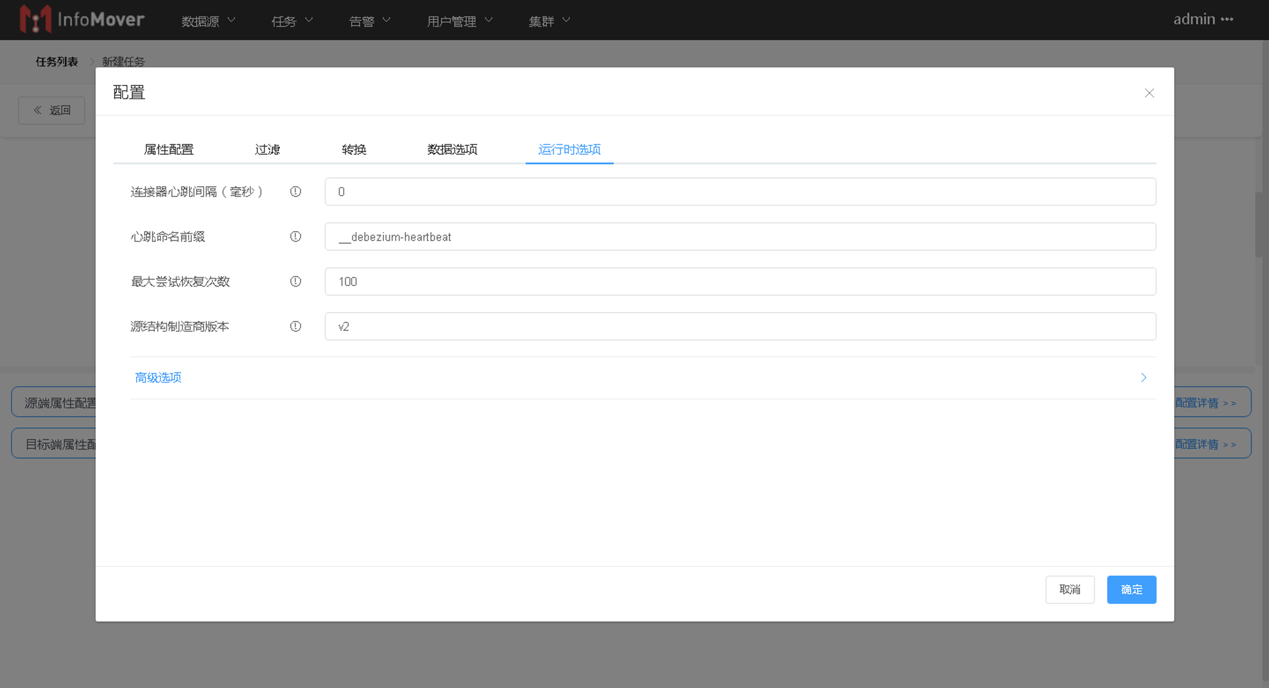 InfoMover 数据源 任务 告警 用户管理 集群 admin
任务列表 新建任务
配置
返回
属性配置 过滤 转换 数据选项 运行时选项
连接器心跳间隔（毫秒） 0
心跳命名前缀 __debezium-heartbeat
最大尝试恢复次数 100
源结构制造商版本 v2
高级选项
源端属性配置 配置详情 >>
目标端属性配 配置详情 >>
取消 确定